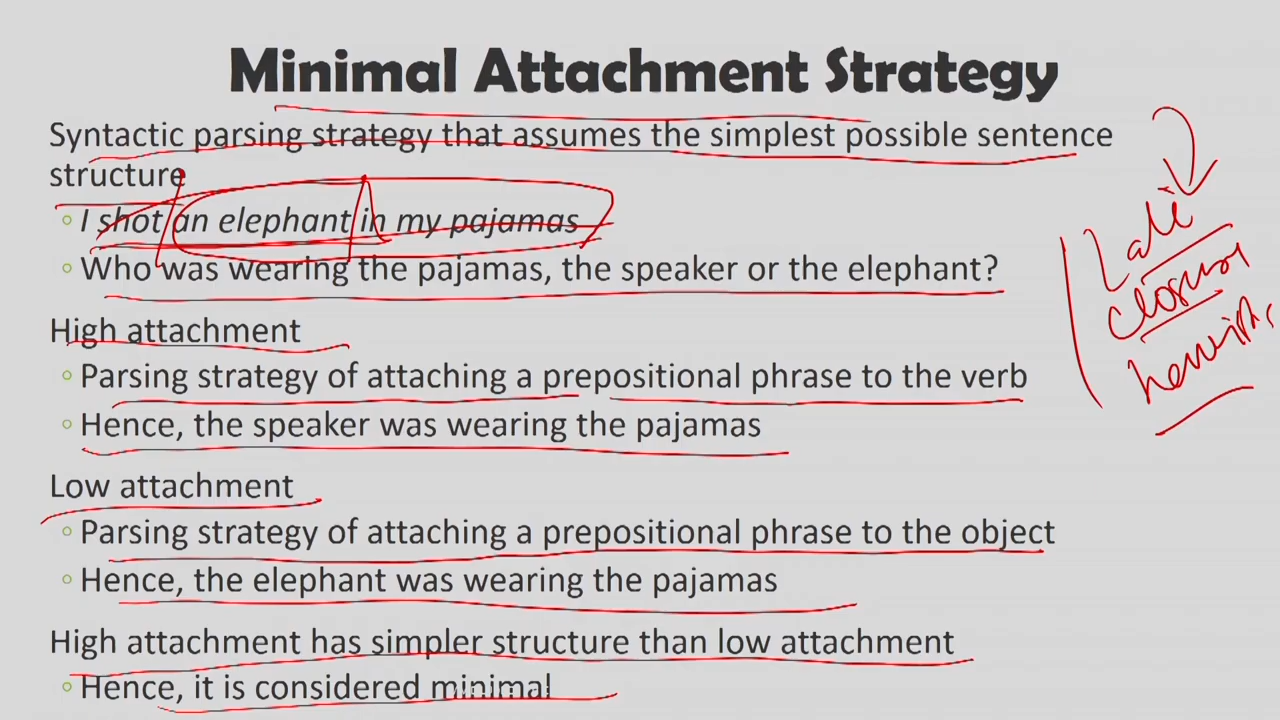 Minimal Attachment Strategy
Syntactic parsing strategy that assumes the simplest possible sentence
structure
I shot an elephant in my pajamas
Who was wearing the pajamas, the speaker or the elephant?
High attachment
Parsing strategy of attaching a prepositional phrase to the verb
Hence, the speaker was wearing the pajamas
Low attachment
Parsing strategy of attaching a prepositional phrase to the object
Hence, the elephant was wearing the pajamas
High attachment has simpler structure than low attachment
Hence, it is considered minimal
Late
closure
heuristic